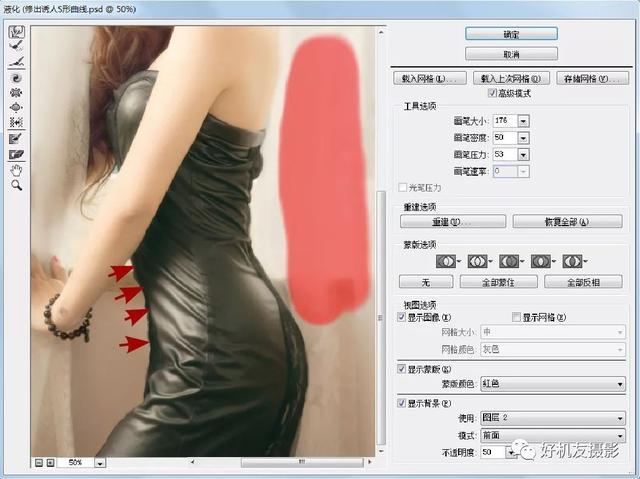 液化 (修出诱人S形曲线.psd @ 50%)
确定
取消
载入网格(L)... 载入上次网格(Q) 存储网格(V)...
高级模式
工具选项
画笔大小: 176
画笔密度: 50
画笔压力: 53
画笔速率: 0
光笔压力
重建选项
重建(U)... 恢复全部(A)
蒙版选项
无 全部蒙住 全部反相
视图选项
显示图像(I) 显示网格(E)
网格大小: 中
网格颜色: 灰色
显示蒙版(K)
蒙版颜色: 红色
显示背景(P)
使用: 图层 2
模式: 前面
不透明度: 50
好机友摄影
50%